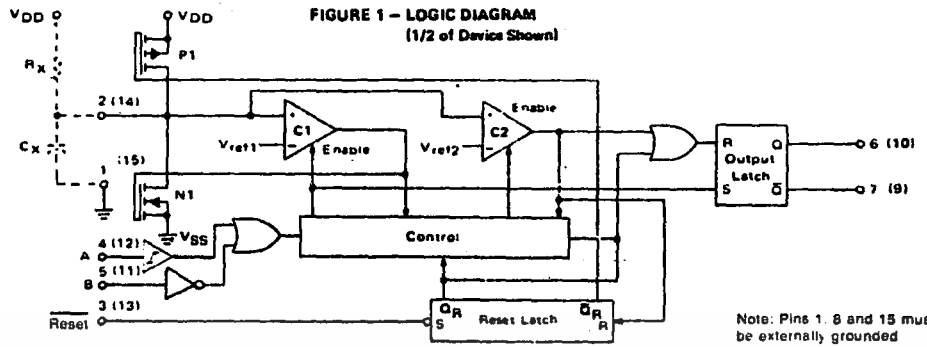 FIGURE 1 – LOGIC DIAGRAM
(1/2 of Device Shown)
VDD
VDD
P1
RX
2 (14)
CX
1 (15)
N1
VSS
C1
Vref1
Enable
C2
Vref2
Enable
R
Output
Latch
S
Q
Q̅
6 (10)
7 (9)
Control
4 (12)
A
5 (11)
B
3 (13)
Reset
QR
Q̅R
S
Reset Latch
R
Note: Pins 1, 8 and 15 mus
be externally grounded